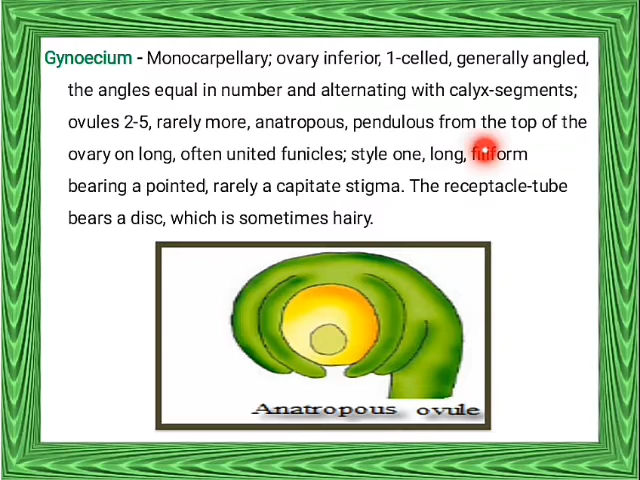 Gynoecium - Monocarpellary; ovary inferior, 1-celled, generally angled,
the angles equal in number and alternating with calyx-segments;
ovules 2-5, rarely more, anatropous, pendulous from the top of the
ovary on long, often united funicles; style one, long, filiform
bearing a pointed, rarely a capitate stigma. The receptacle-tube
bears a disc, which is sometimes hairy.
Anatropous ovule